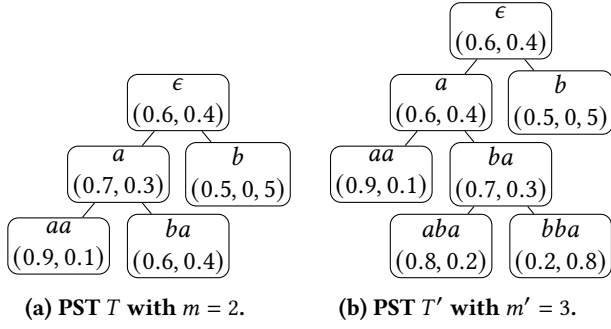 ϵ
(0.6, 0.4)
a
(0.7, 0.3)
b
(0.5, 0, 5)
aa
(0.9, 0.1)
ba
(0.6, 0.4)
(a) PST T with m = 2.
ϵ
(0.6, 0.4)
a
(0.6, 0.4)
b
(0.5, 0, 5)
aa
(0.9, 0.1)
ba
(0.7, 0.3)
aba
(0.8, 0.2)
bba
(0.2, 0.8)
(b) PST T′ with m′ = 3.